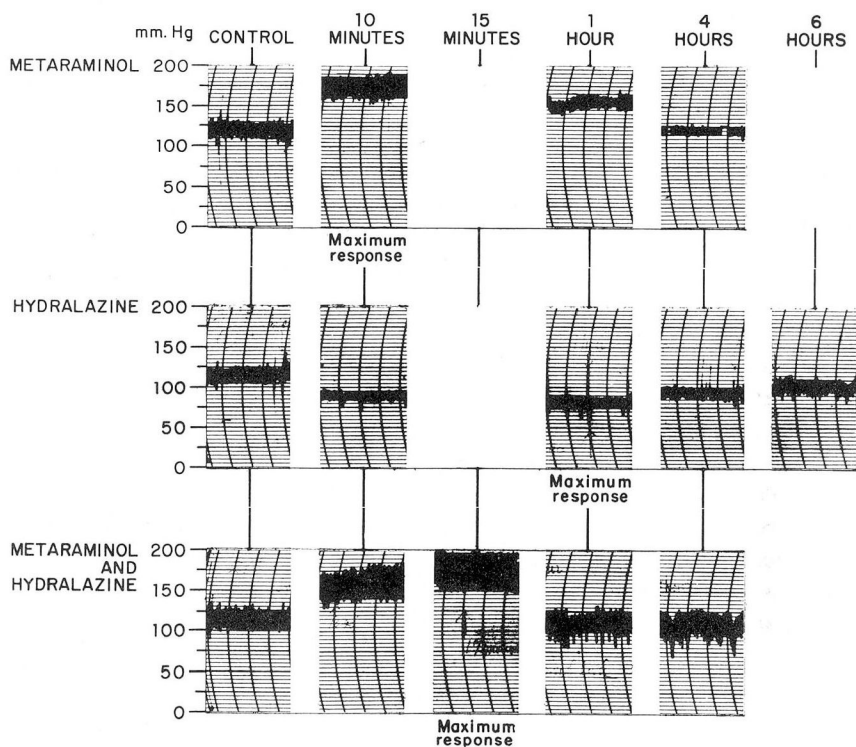 mm. Hg CONTROL 10 MINUTES 15 MINUTES 1 HOUR 4 HOURS 6 HOURS
METARAMINOL 200
150
100
50
0
Maximum
response
HYDRALAZINE 200
150
100
50
0
Maximum
response
METARAMINOL
AND
HYDRALAZINE
200
150
100
50
0
Maximum
response